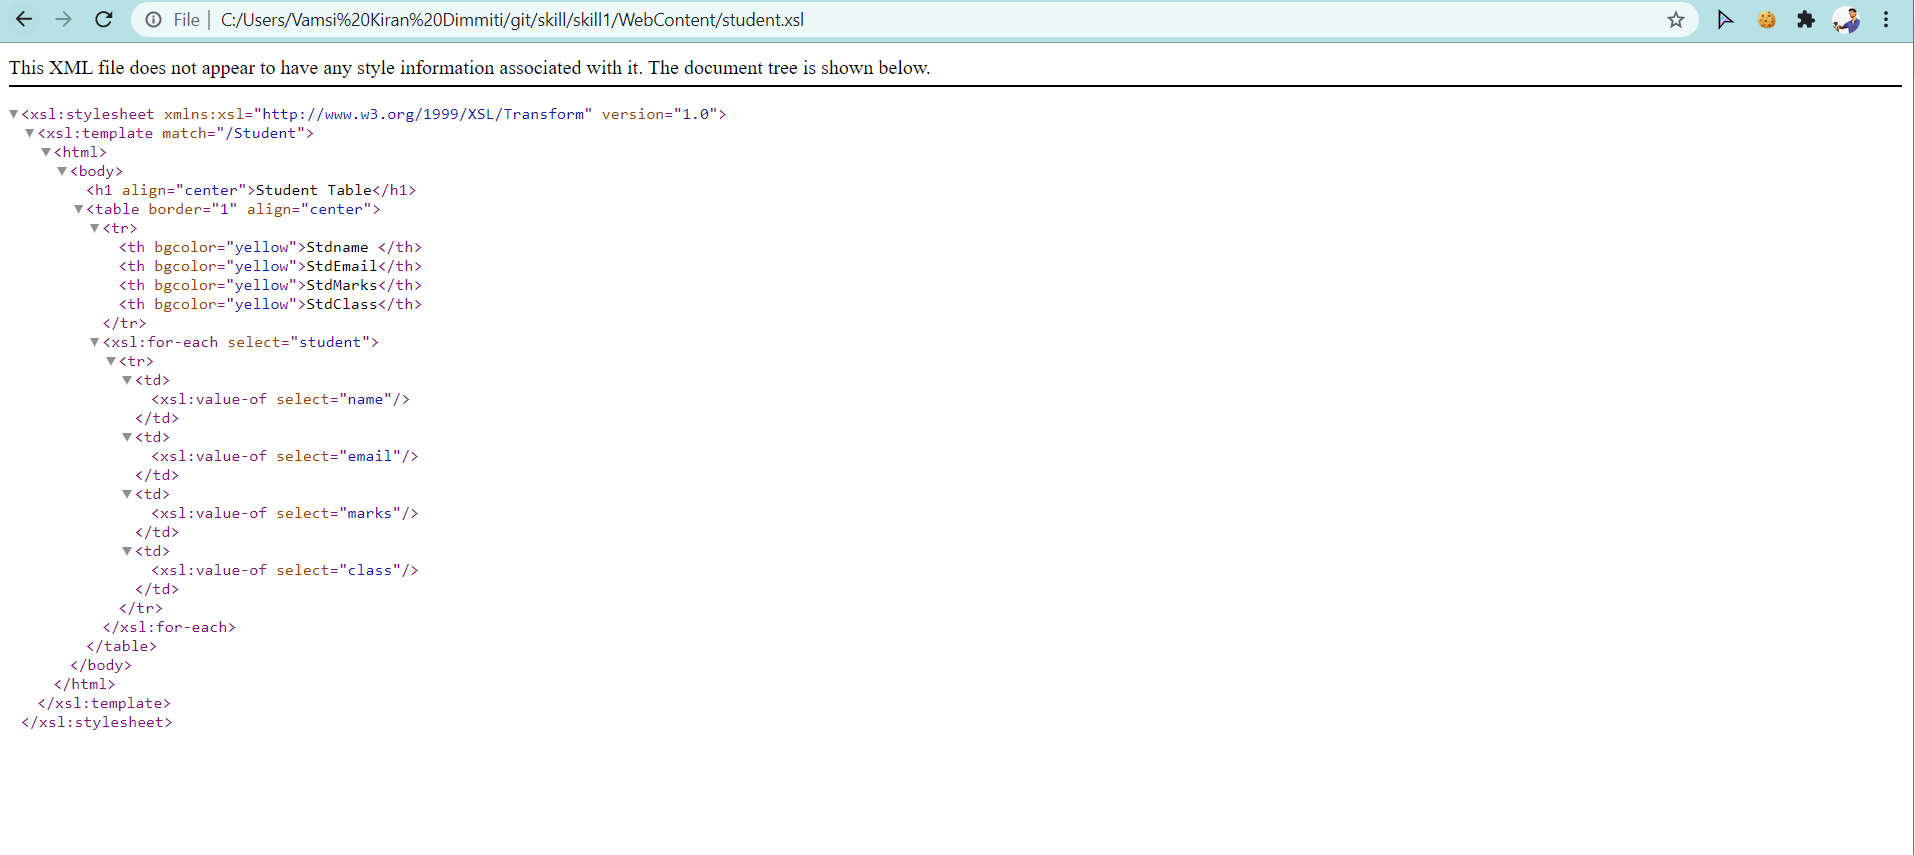 File | C:/Users/Vamsi%20Kiran%20Dimmiti/git/skill/skill1/WebContent/student.xsl
This XML file does not appear to have any style information associated with it. The document tree is shown below.
▼<xsl:stylesheet xmlns:xsl="http://www.w3.org/1999/XSL/Transform" version="1.0">
▼<xsl:template match="/Student">
▼<html>
▼<body>
<h1 align="center">Student Table</h1>
▼<table border="1" align="center">
▼<tr>
<th bgcolor="yellow">Stdname </th>
<th bgcolor="yellow">StdEmail</th>
<th bgcolor="yellow">StdMarks</th>
<th bgcolor="yellow">StdClass</th>
</tr>
▼<xsl:for-each select="student">
▼<tr>
▼<td>
<xsl:value-of select="name"/>
</td>
▼<td>
<xsl:value-of select="email"/>
</td>
▼<td>
<xsl:value-of select="marks"/>
</td>
▼<td>
<xsl:value-of select="class"/>
</td>
</tr>
</xsl:for-each>
</table>
</body>
</html>
</xsl:template>
</xsl:stylesheet>